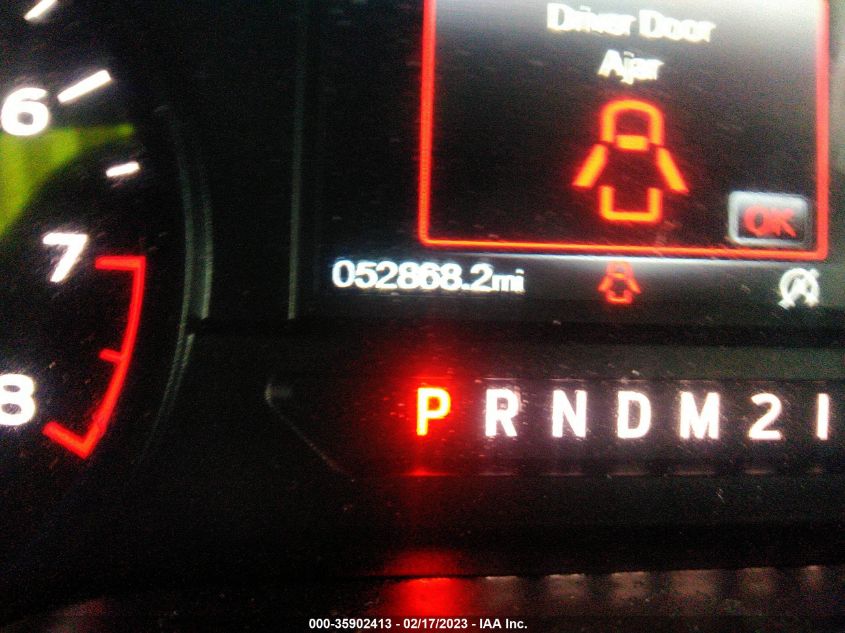 Driver Door
Ajar
6
OK
7
052868.2mi
8
P R N D M 2 1
000-35902413 - 02/17/2023 - IAA Inc.